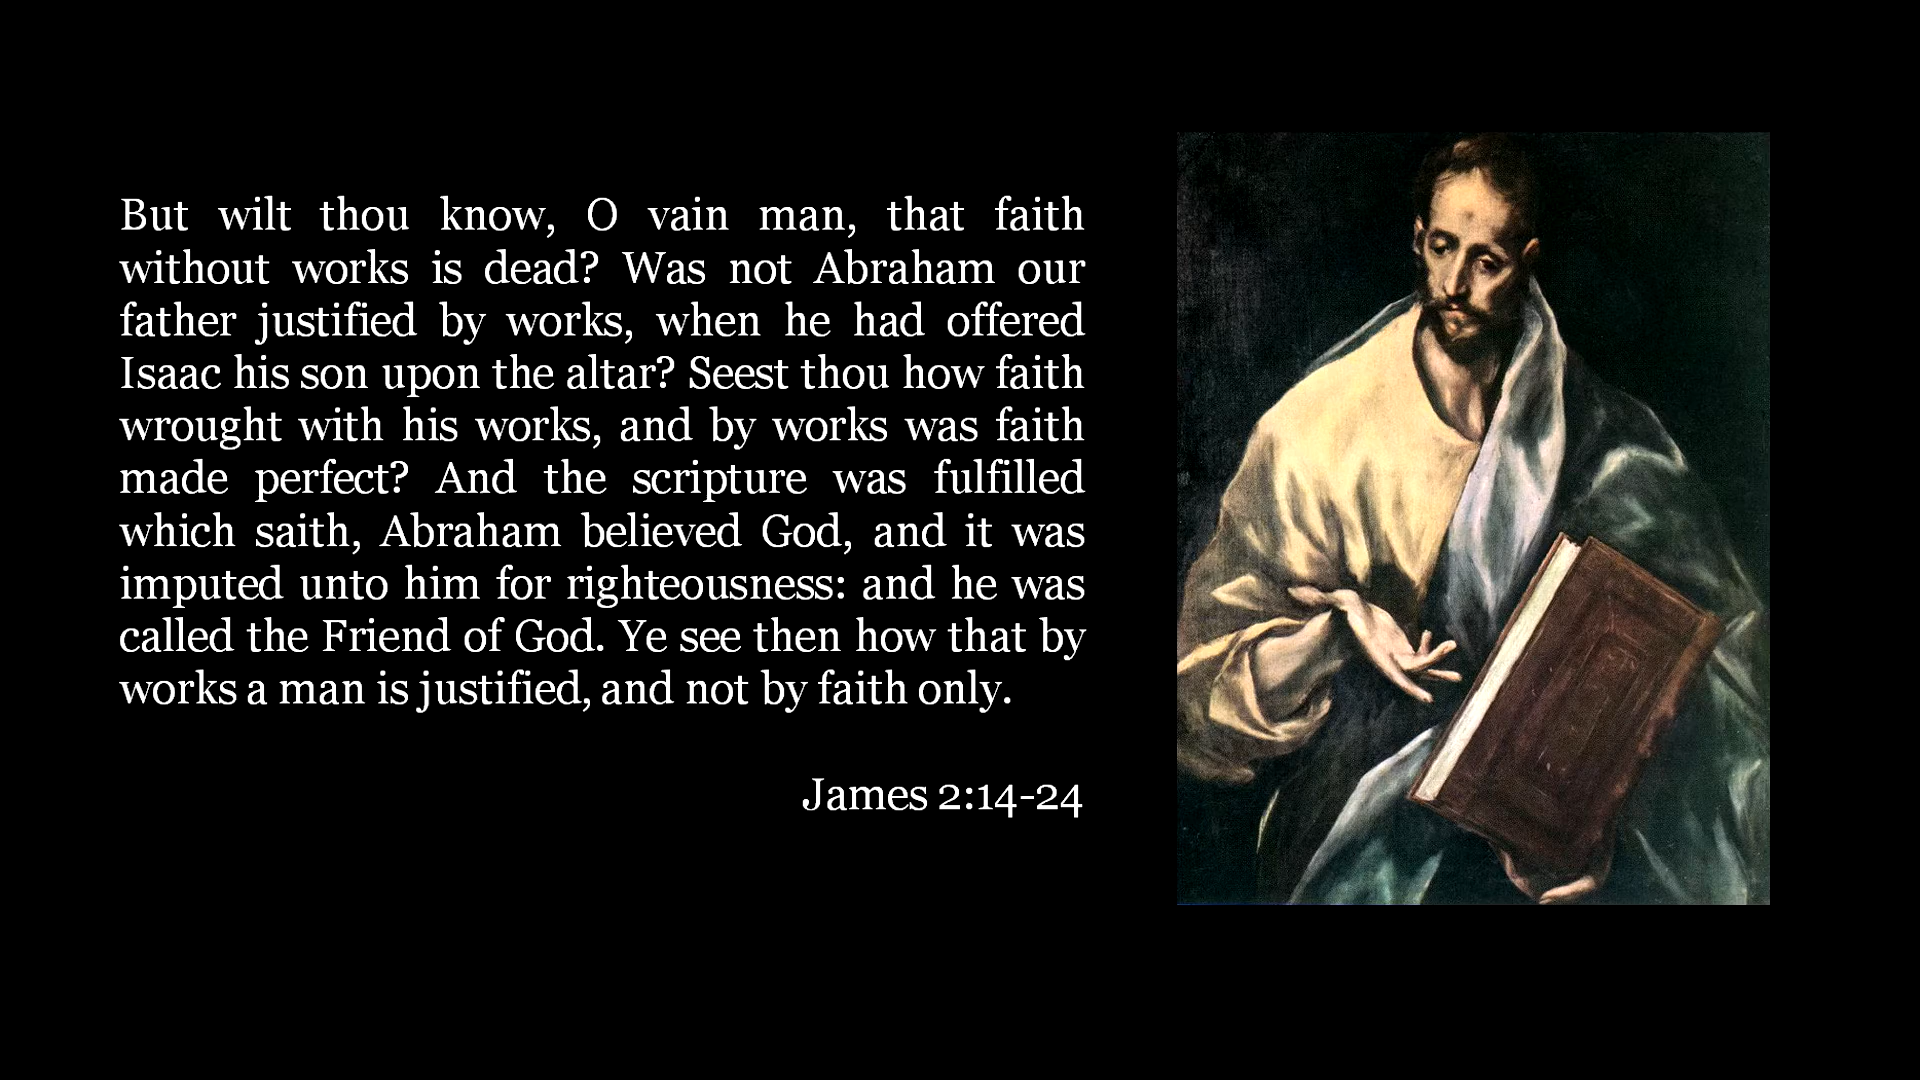 But wilt thou know, O vain man, that faith
without works is dead? Was not Abraham our
father justified by works, when he had offered
Isaac his son upon the altar? Seest thou how faith
wrought with his works, and by works was faith
made perfect? And the scripture was fulfilled
which saith, Abraham believed God, and it was
imputed unto him for righteousness: and he was
called the Friend of God. Ye see then how that by
works a man is justified, and not by faith only.
James 2:14-24